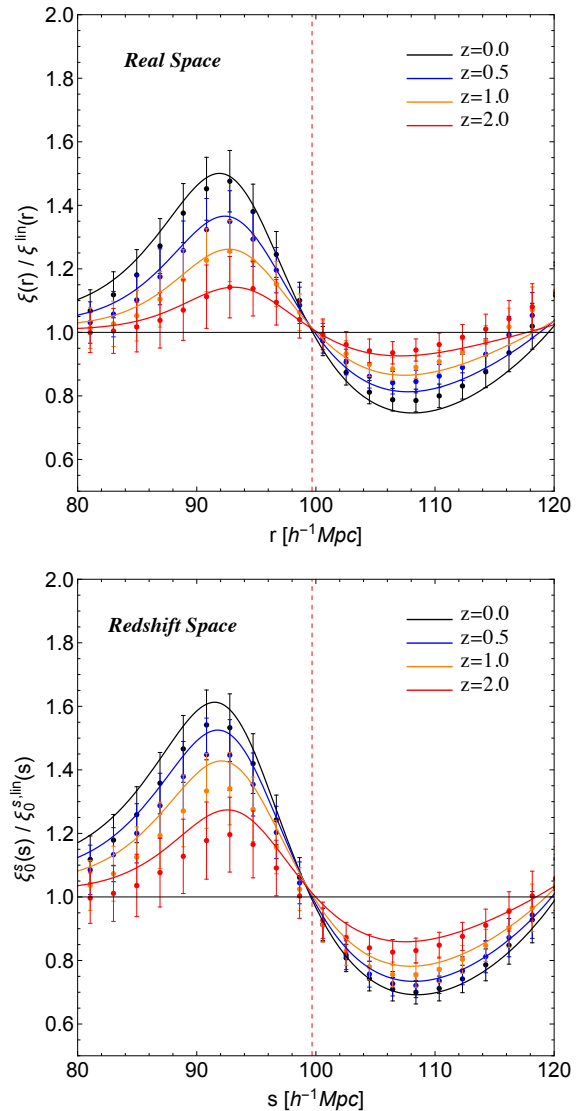 2.0
Real Space
z=0.0
z=0.5
z=1.0
z=2.0
1.8
1.6
1.4
1.2
1.0
0.8
0.6
ξ(r) / ξ^lin(r)
80 90 100 110 120
r [h⁻¹Mpc]
2.0
Redshift Space
z=0.0
z=0.5
z=1.0
z=2.0
1.8
1.6
1.4
1.2
1.0
0.8
0.6
ξ₀ˢ(s) / ξ₀^s,lin(s)
80 90 100 110 120
s [h⁻¹Mpc]